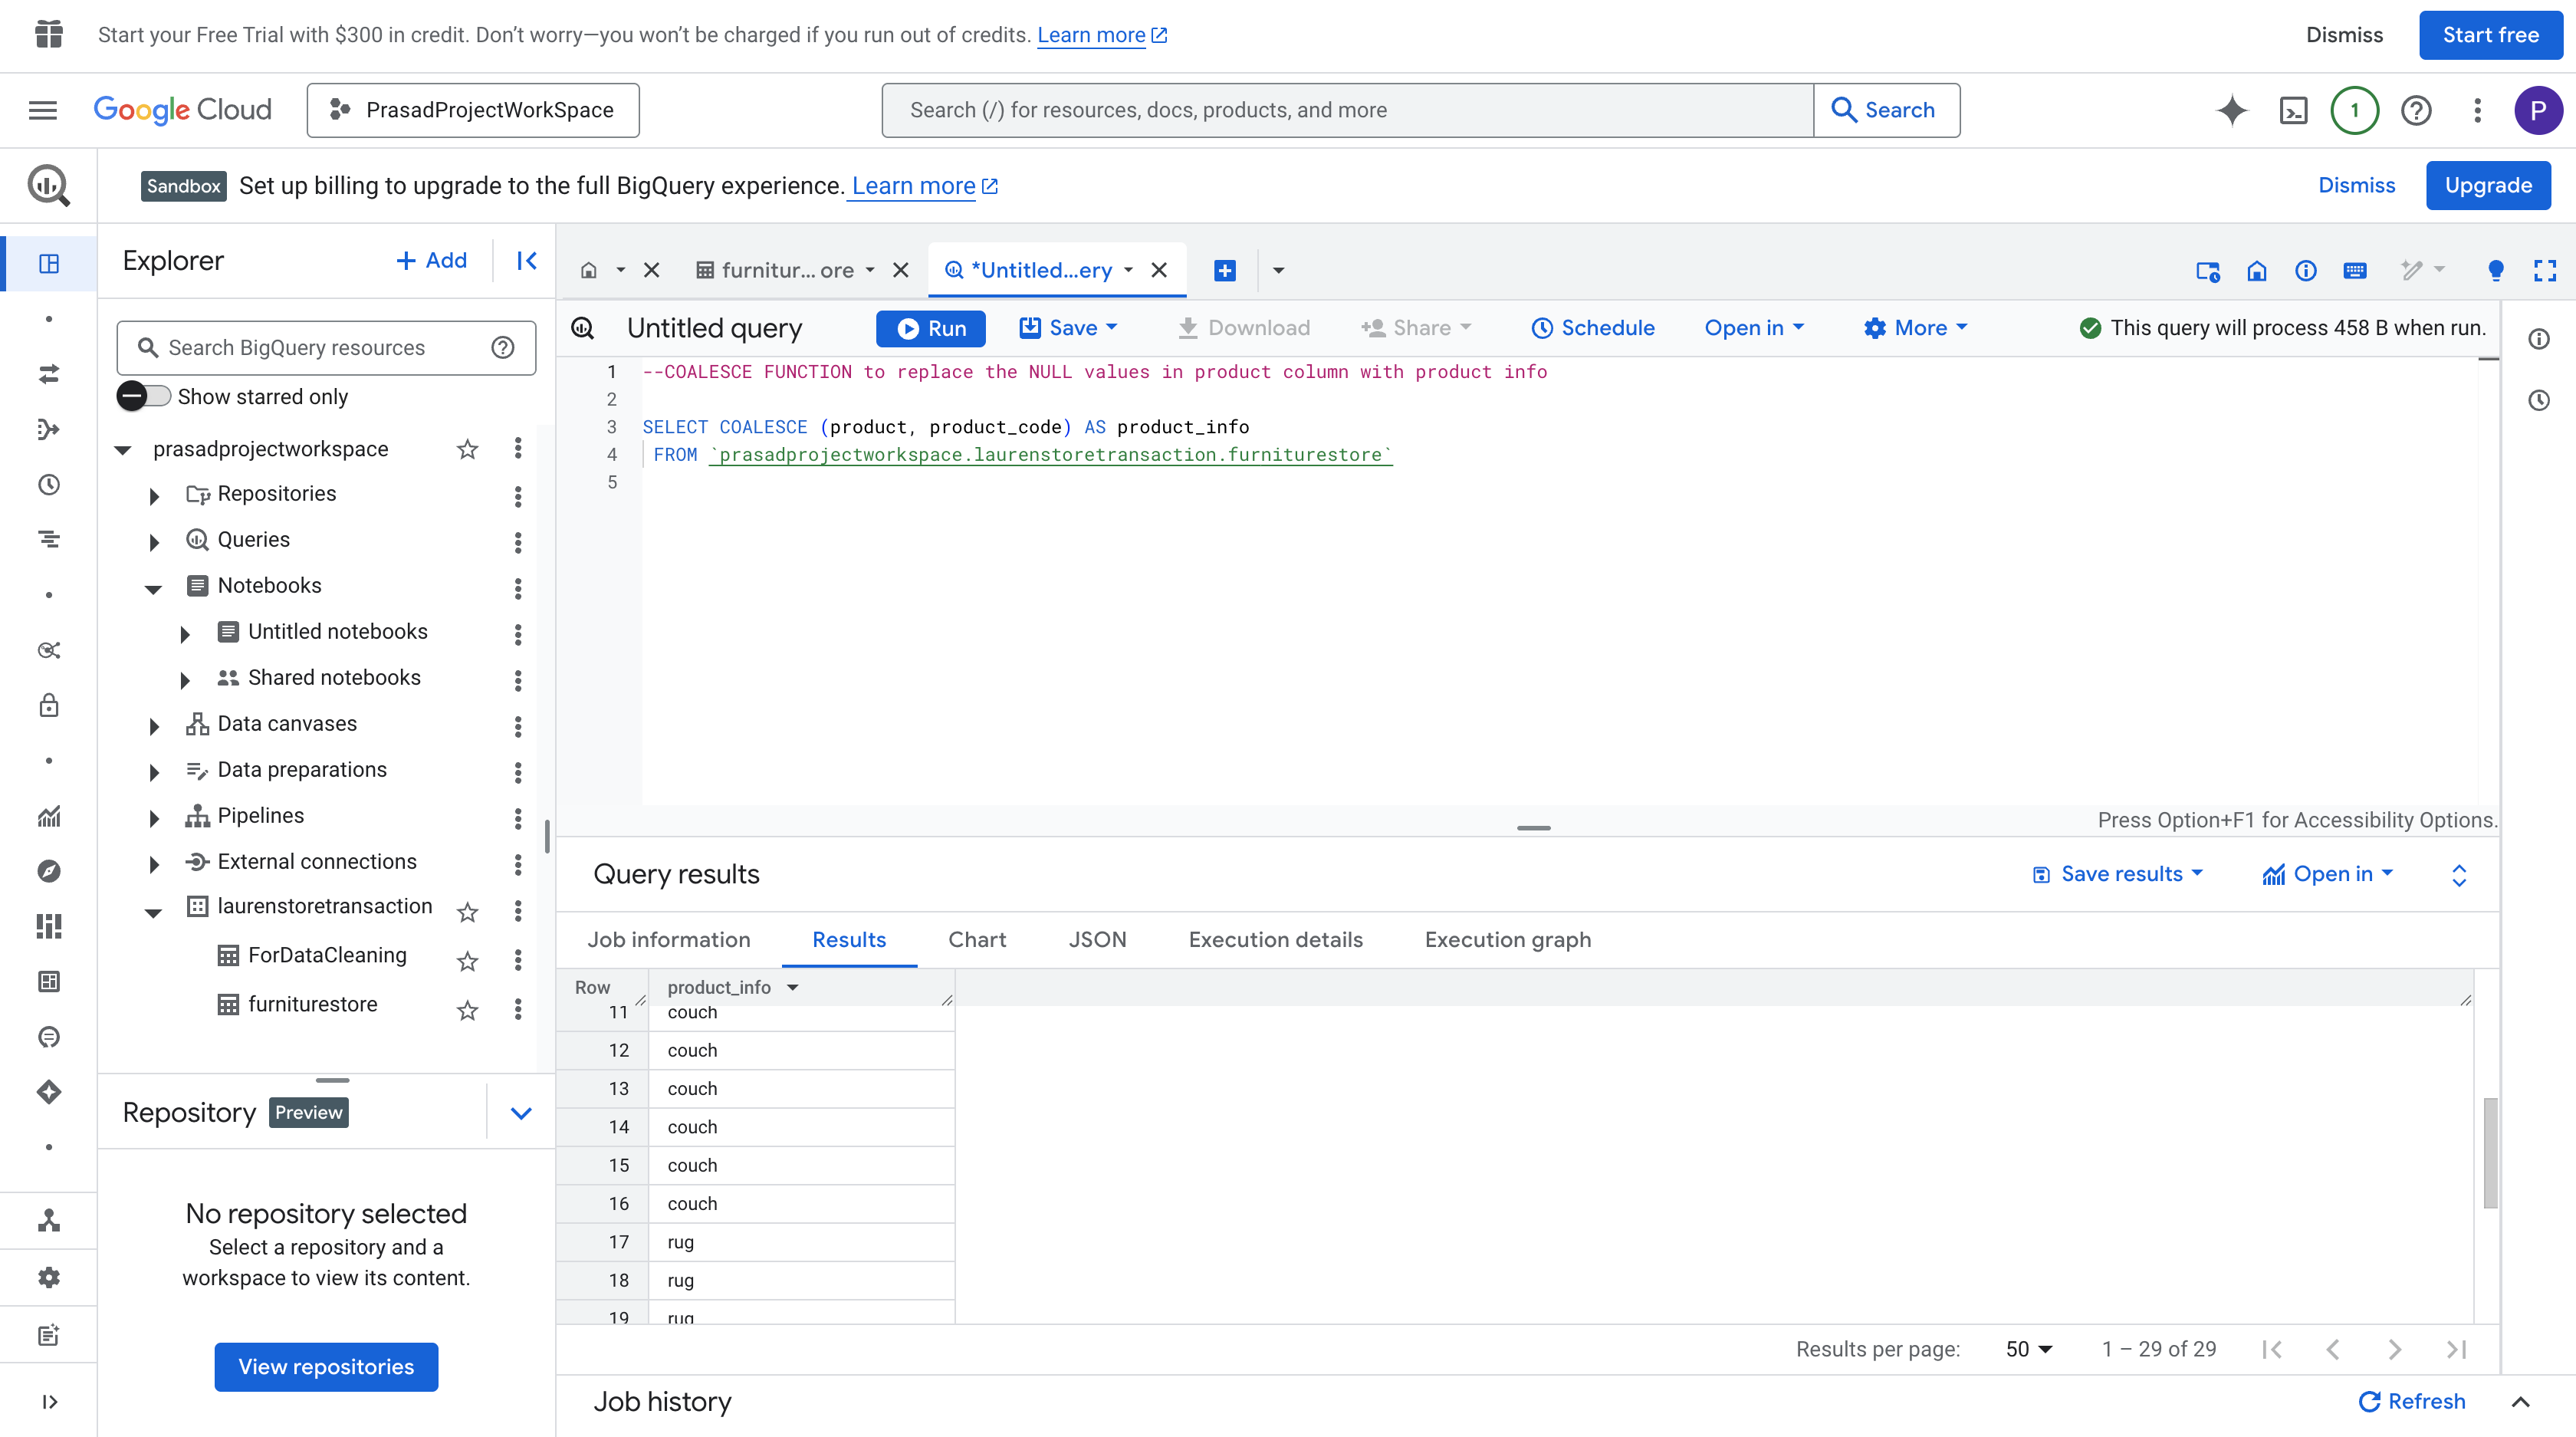 Start your Free Trial with $300 in credit. Don’t worry—you won’t be charged if you run out of credits. Learn more
Dismiss
Start free
Google Cloud
PrasadProjectWorkSpace
Search (/) for resources, docs, products, and more
Search
1
P
Sandbox
Set up billing to upgrade to the full BigQuery experience. Learn more
Dismiss
Upgrade
Explorer
Add
Search BigQuery resources
Show starred only
prasadprojectworkspace
Repositories
Queries
Notebooks
Untitled notebooks
Shared notebooks
Data canvases
Data preparations
Pipelines
External connections
laurenstoretransaction
ForDataCleaning
furniturestore
Repository
Preview
No repository selected
Select a repository and a
workspace to view its content.
View repositories
furnitur... ore
*Untitled...ery
Untitled query
Run
Save
Download
Share
Schedule
Open in
More
This query will process 458 B when run.
1 --COALESCE FUNCTION to replace the NULL values in product column with product info
2
3 SELECT COALESCE (product, product_code) AS product_info
4 FROM `prasadprojectworkspace.laurenstoretransaction.furniturestore`
5
Press Option+F1 for Accessibility Options.
Query results
Save results
Open in
Job information
Results
Chart
JSON
Execution details
Execution graph
Row product_info
11 couch
12 couch
13 couch
14 couch
15 couch
16 couch
17 rug
18 rug
19 rug
Results per page: 50 1 – 29 of 29
Job history
Refresh